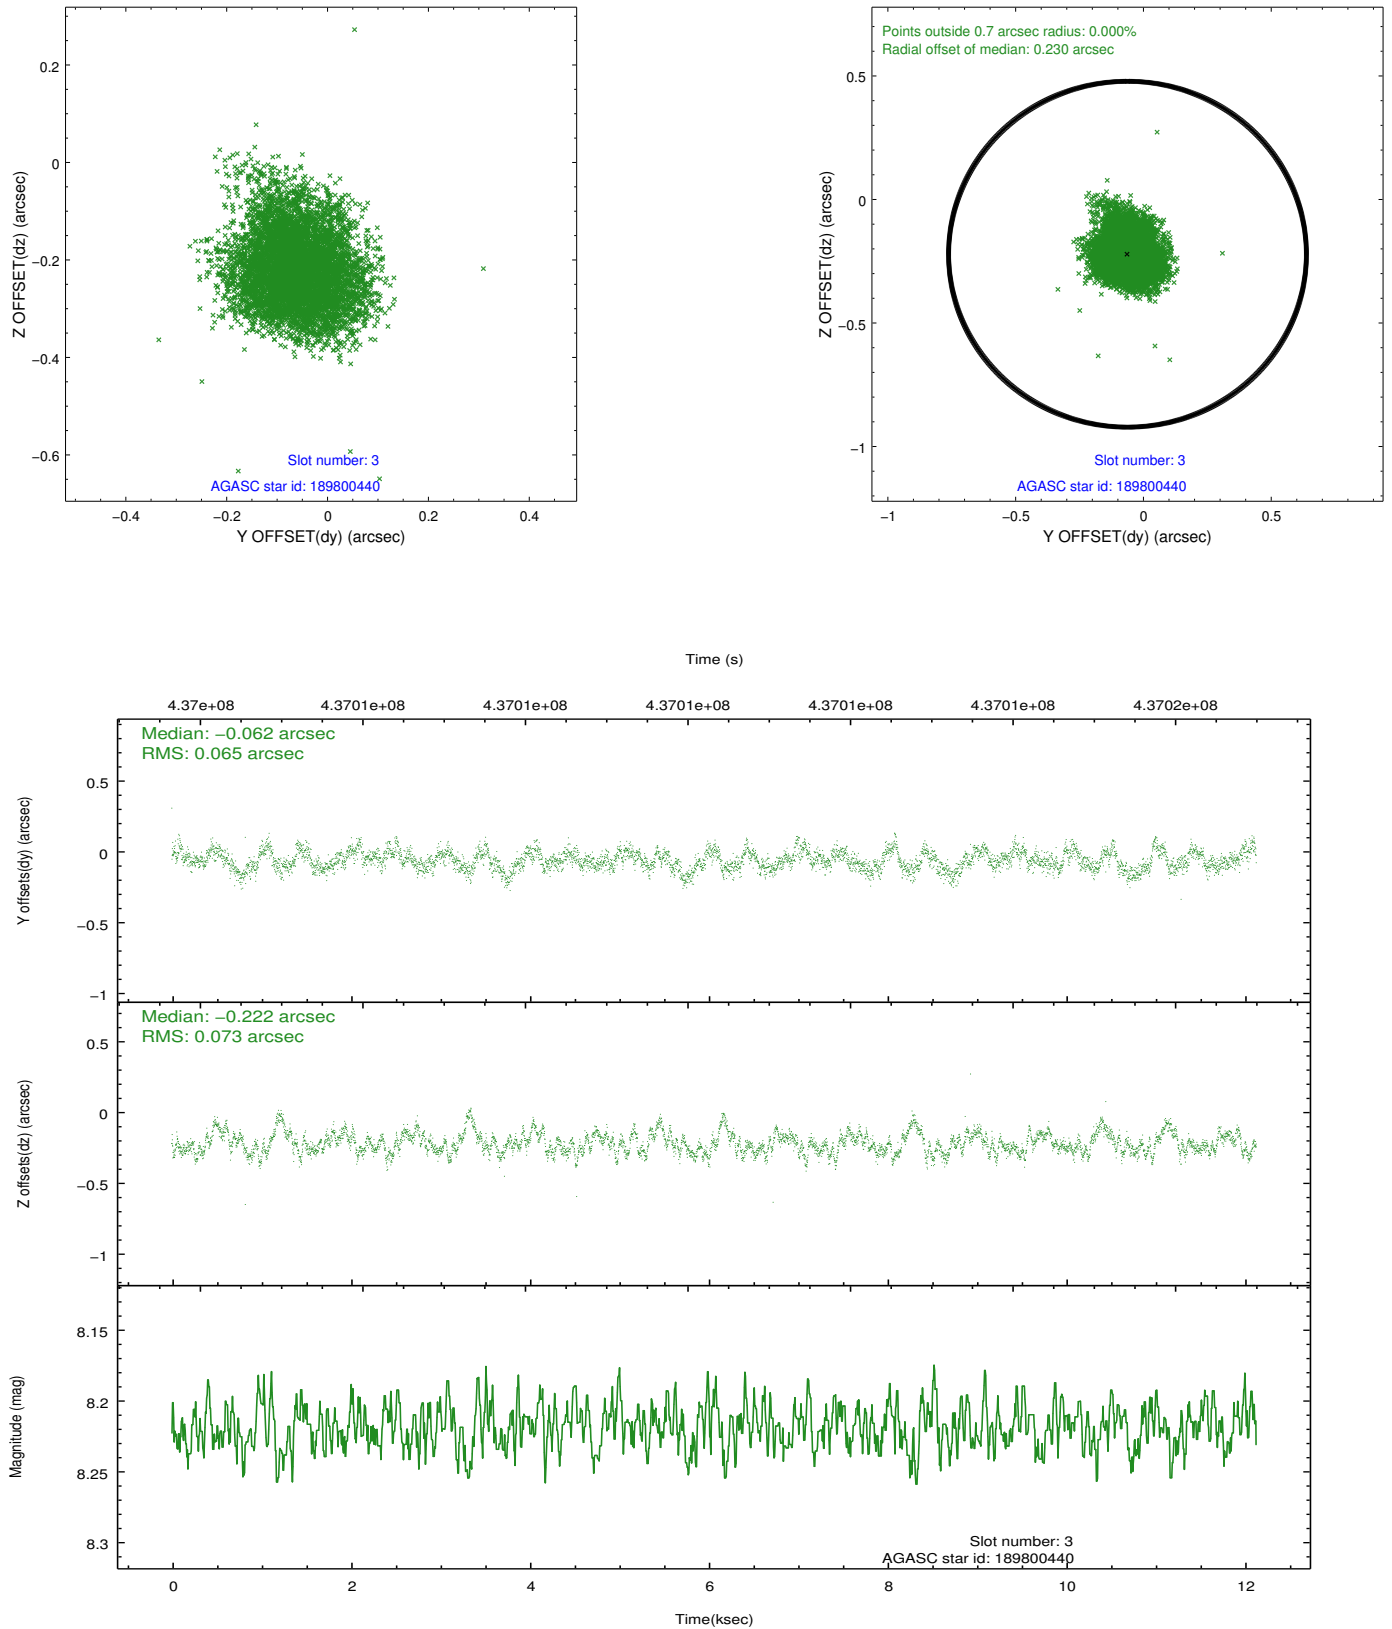 0.2
0
−0.2
−0.4
−0.6
Z OFFSET(dz) (arcsec)
Slot number: 3
AGASC star id: 189800440
−0.4
−0.2
0
0.2
0.4
Y OFFSET(dy) (arcsec)
Points outside 0.7 arcsec radius: 0.000%
Radial offset of median: 0.230 arcsec
0.5
0
−0.5
−1
Z OFFSET(dz) (arcsec)
Slot number: 3
AGASC star id: 189800440
−1
−0.5
0
0.5
Y OFFSET(dy) (arcsec)
Time (s)
4.37e+08
4.3701e+08
4.3701e+08
4.3701e+08
4.3701e+08
4.3701e+08
4.3702e+08
Median: −0.062 arcsec
RMS: 0.065 arcsec
0.5
0
−0.5
−1
Y offsets(dy) (arcsec)
Median: −0.222 arcsec
RMS: 0.073 arcsec
0.5
0
−0.5
−1
Z offsets(dz) (arcsec)
8.15
8.2
8.25
8.3
Magnitude (mag)
Slot number: 3
AGASC star id: 189800440
0
2
4
6
8
10
12
Time(ksec)